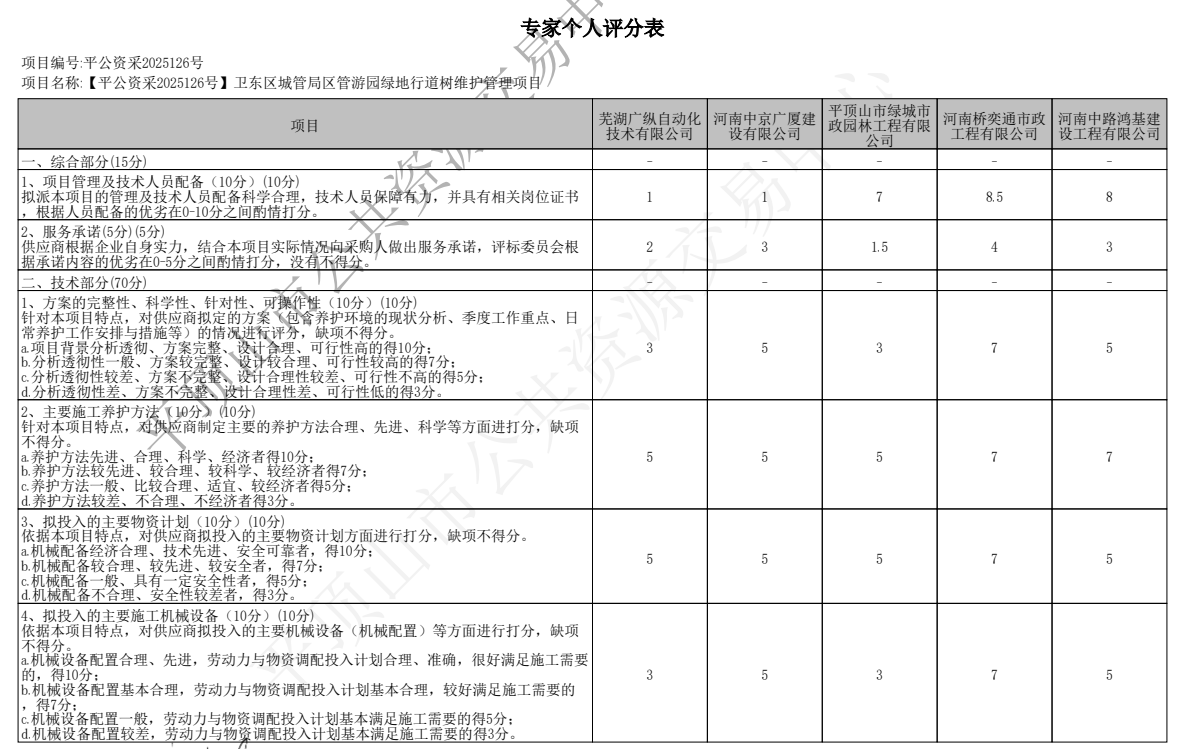 专家个人评分表
项目编号:平公资采2025126号
项目名称:【平公资采2025126号】卫东区城管局区管游园绿地行道树维护管理项目
项目
芜湖广纵自动化
技术有限公司
河南中京广厦建
设有限公司
平顶山市绿城市
政园林工程有限
公司
河南桥奕通市政
工程有限公司
河南中路鸿基建
设工程有限公司
一、综合部分(15分)
- - - - -
1、项目管理及技术人员配备（10分）(10分)
拟派本项目的管理及技术人员配备科学合理，技术人员保障有力，并具有相关岗位证书
，根据人员配备的优劣在0-10分之间酌情打分。
1 1 7 8.5 8
2、服务承诺(5分)(5分)
供应商根据企业自身实力，结合本项目实际情况向采购人做出服务承诺，评标委员会根
据承诺内容的优劣在0-5分之间酌情打分，没有不得分。
2 3 1.5 4 3
二、技术部分(70分)
- - - - -
1、方案的完整性、科学性、针对性、可操作性（10分）(10分)
针对本项目特点，对供应商拟定的方案（包含养护环境的现状分析、季度工作重点、日
常养护工作安排与措施等）的情况进行评分，缺项不得分。
a.项目背景分析透彻、方案完整、设计合理、可行性高的得10分；
b.分析透彻性一般、方案较完整、设计较合理、可行性较高的得7分；
c.分析透彻性较差、方案不完整、设计合理性较差、可行性不高的得5分；
d.分析透彻性差、方案不完整、设计合理性差、可行性低的得3分。
3 5 3 7 5
2、主要施工养护方法（10分）(10分)
针对本项目特点，对供应商制定主要的养护方法合理、先进、科学等方面进行打分，缺项
不得分。
a.养护方法先进、合理、科学、经济者得10分；
b.养护方法较先进、较合理、较科学、较经济者得7分；
c.养护方法一般、比较合理、适宜、较经济者得5分；
d.养护方法较差、不合理、不经济者得3分。
5 5 5 7 7
3、拟投入的主要物资计划（10分）(10分)
依据本项目特点，对供应商拟投入的主要物资计划方面进行打分，缺项不得分。
a.机械配备经济合理、技术先进、安全可靠者，得10分；
b.机械配备较合理、较先进、较安全者，得7分；
c.机械配备一般、具有一定安全性者，得5分；
d.机械配备不合理、安全性较差者，得3分。
5 5 5 7 5
4、拟投入的主要施工机械设备（10分）(10分)
依据本项目特点，对供应商拟投入的主要机械设备（机械配置）等方面进行打分，缺项
不得分。
a.机械设备配置合理、先进，劳动力与物资调配投入计划合理、准确，很好满足施工需要
的，得10分；
b.机械设备配置基本合理，劳动力与物资调配投入计划基本合理，较好满足施工需要的
，得7分；
c.机械设备配置一般，劳动力与物资调配投入计划基本满足施工需要的得5分；
d.机械设备配置较差，劳动力与物资调配投入计划基本满足施工需要的得3分。
3 5 3 7 5
平顶山市公共资源交易中心
平顶山市公共资源交易中心